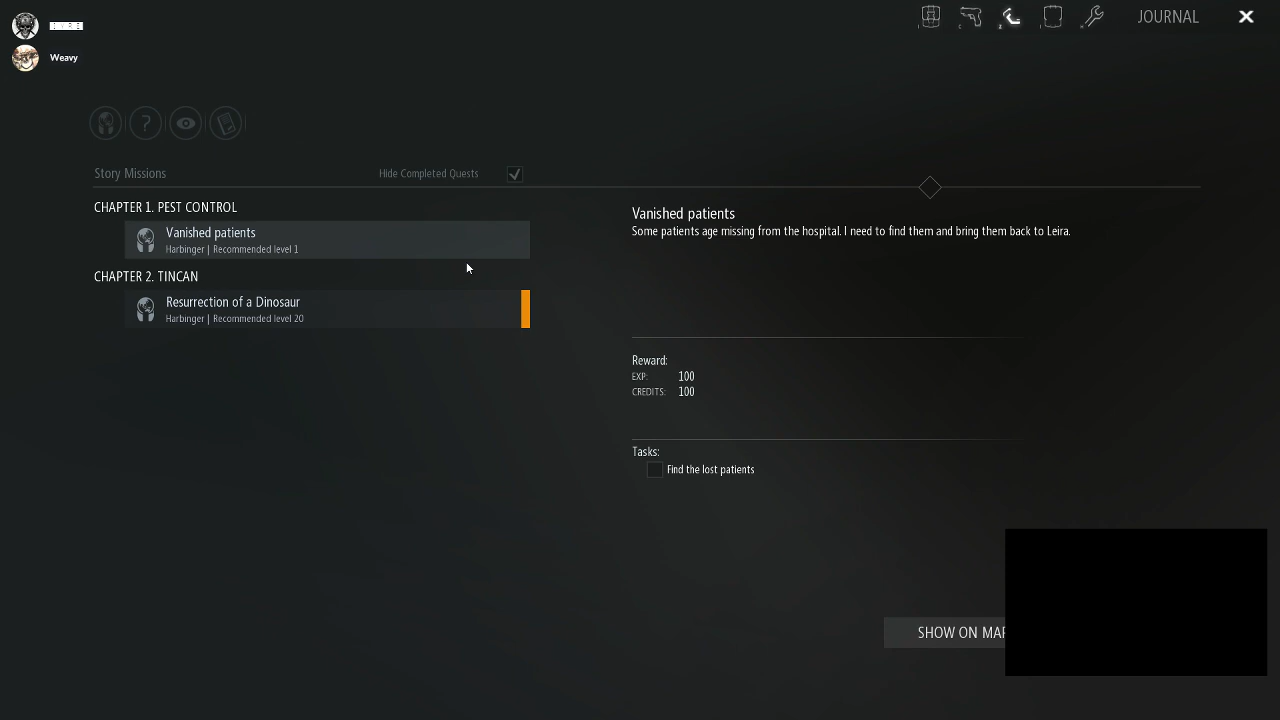 JOURNAL
Weavy
Story Missions
Hide Completed Quests
CHAPTER 1. PEST CONTROL
Vanished patients
Harbinger | Recommended level 1
CHAPTER 2. TINCAN
Resurrection of a Dinosaur
Harbinger | Recommended level 20
Vanished patients
Some patients age missing from the hospital. I need to find them and bring them back to Leira.
Reward:
EXP: 100
CREDITS: 100
Tasks:
Find the lost patients
SHOW ON MAP